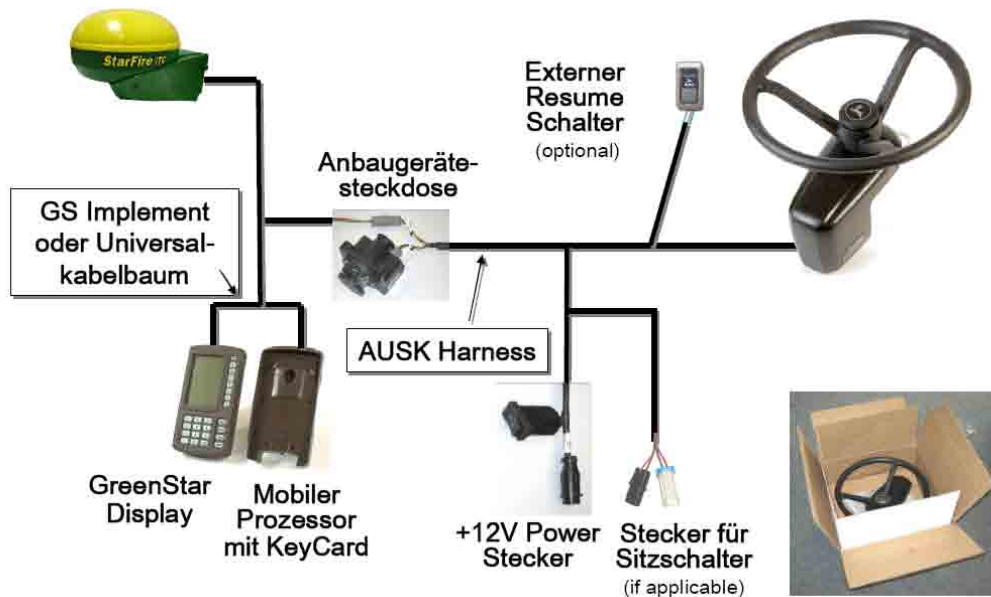 StarFire iTC
Externer
Resume
Schalter
(optional)
Anbaugeräte-
steckdose
GS Implement
oder Universal-
kabelbaum
AUSK Harness
GreenStar
Display
Mobiler
Prozessor
mit KeyCard
+12V Power
Stecker
Stecker für
Sitzschalter
(if applicable)